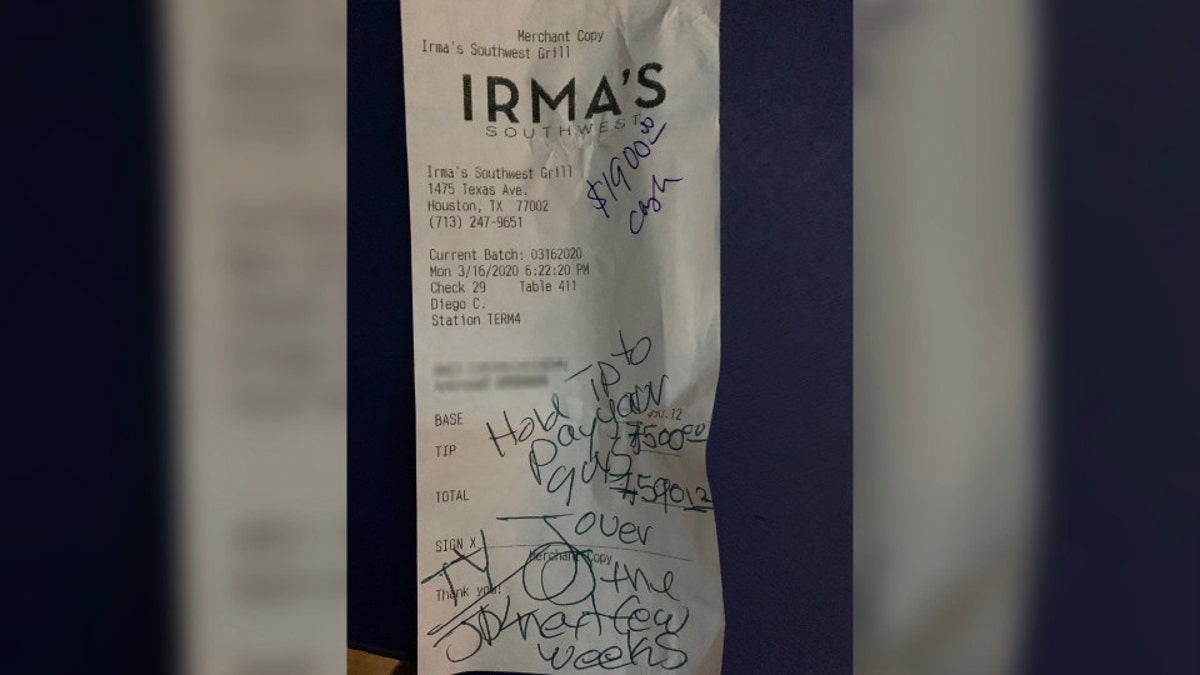 Merchant Copy
Irma's Southwest Grill
IRMA'S
SOUTHWEST
$1900.00
cash
Irma's Southwest Grill
1475 Texas Ave.
Houston, TX 77002
(713) 247-9651
Current Batch: 03162020
Mon 3/16/2020 6:22:20 PM
Check 29 Table 411
Diego C.
Station TERM4
Hold TIP to
Pay your
guys
BASE
TIP 7500.00
TOTAL 7590.12
over
SIGN X
Merchant Copy
the
Thank you!
next few
weeks